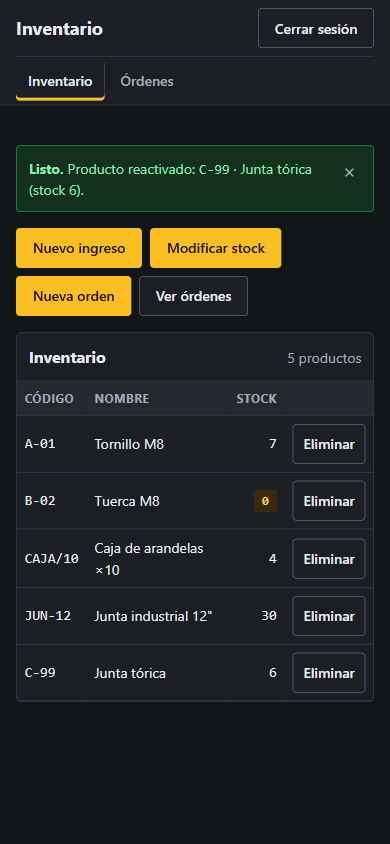 Inventario
Cerrar sesión
Inventario
Órdenes
Listo. Producto reactivado: C-99 · Junta tórica
(stock 6).
×
Nuevo ingreso
Modificar stock
Nueva orden
Ver órdenes
Inventario
5 productos
CÓDIGO NOMBRE STOCK
A-01 Tornillo M8 7 Eliminar
B-02 Tuerca M8 0 Eliminar
CAJA/10 Caja de arandelas
×10 4 Eliminar
JUN-12 Junta industrial 12" 30 Eliminar
C-99 Junta tórica 6 Eliminar